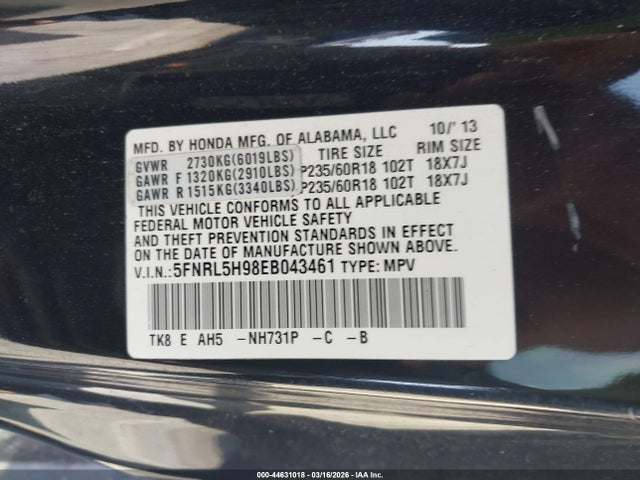 MFD. BY HONDA MFG. OF ALABAMA, LLC 10/'13
GVWR 2730KG(6019LBS) TIRE SIZE RIM SIZE
GAWR F 1320KG(2910LBS) P235/60R18 102T 18X7J
GAWR R 1515KG(3340LBS) P235/60R18 102T 18X7J
THIS VEHICLE CONFORMS TO ALL APPLICABLE
FEDERAL MOTOR VEHICLE SAFETY
AND THEFT PREVENTION STANDARDS IN EFFECT
ON THE DATE OF MANUFACTURE SHOWN ABOVE.
V.I.N.:5FNRL5H98EB043461 TYPE: MPV
TK8 E AH5 -NH731P -C -B
000-44631018 | 03/16/2026 | IAA Inc.